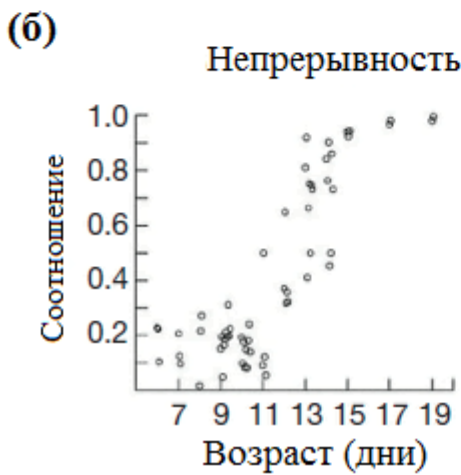 (б)
Непрерывность
1.0
0.8
0.6
0.4
0.2
Соотношение
7 9 11 13 15 17 19
Возраст (дни)